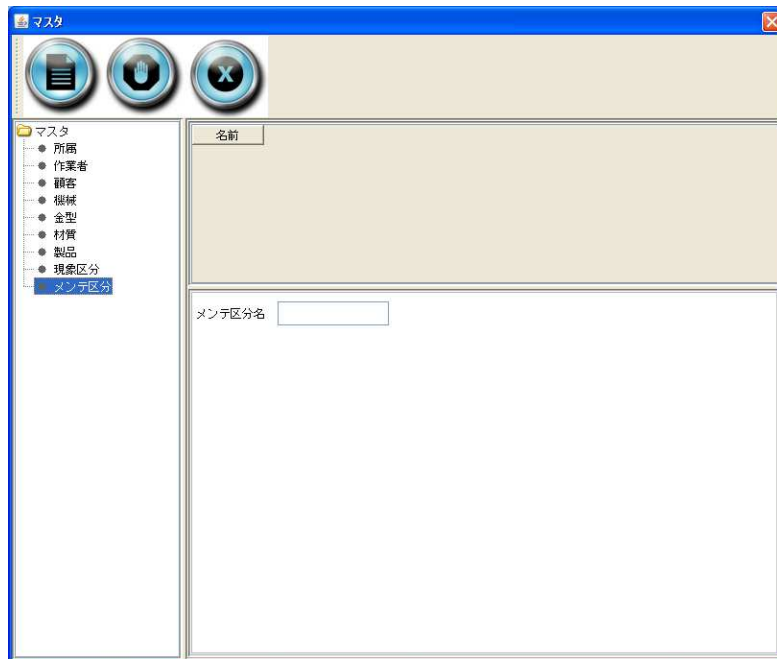 マスタ
X
マスタ
所属
作業者
顧客
機械
金型
材質
製品
現象区分
メンテ区分
名前
メンテ区分名